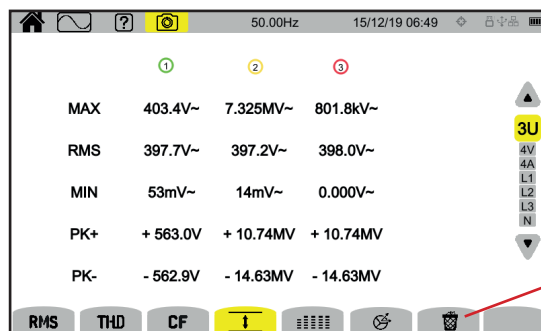 ? 50.00Hz 15/12/19 06:49
1 2 3
MAX 403.4V~ 7.325MV~ 801.8kV~
RMS 397.7V~ 397.2V~ 398.0V~
MIN 53mV~ 14mV~ 0.000V~
PK+ + 563.0V + 10.74MV + 10.74MV
PK- - 562.9V - 14.63MV - 14.63MV
3U
4V
4A
L1
L2
L3
N
RMS THD CF